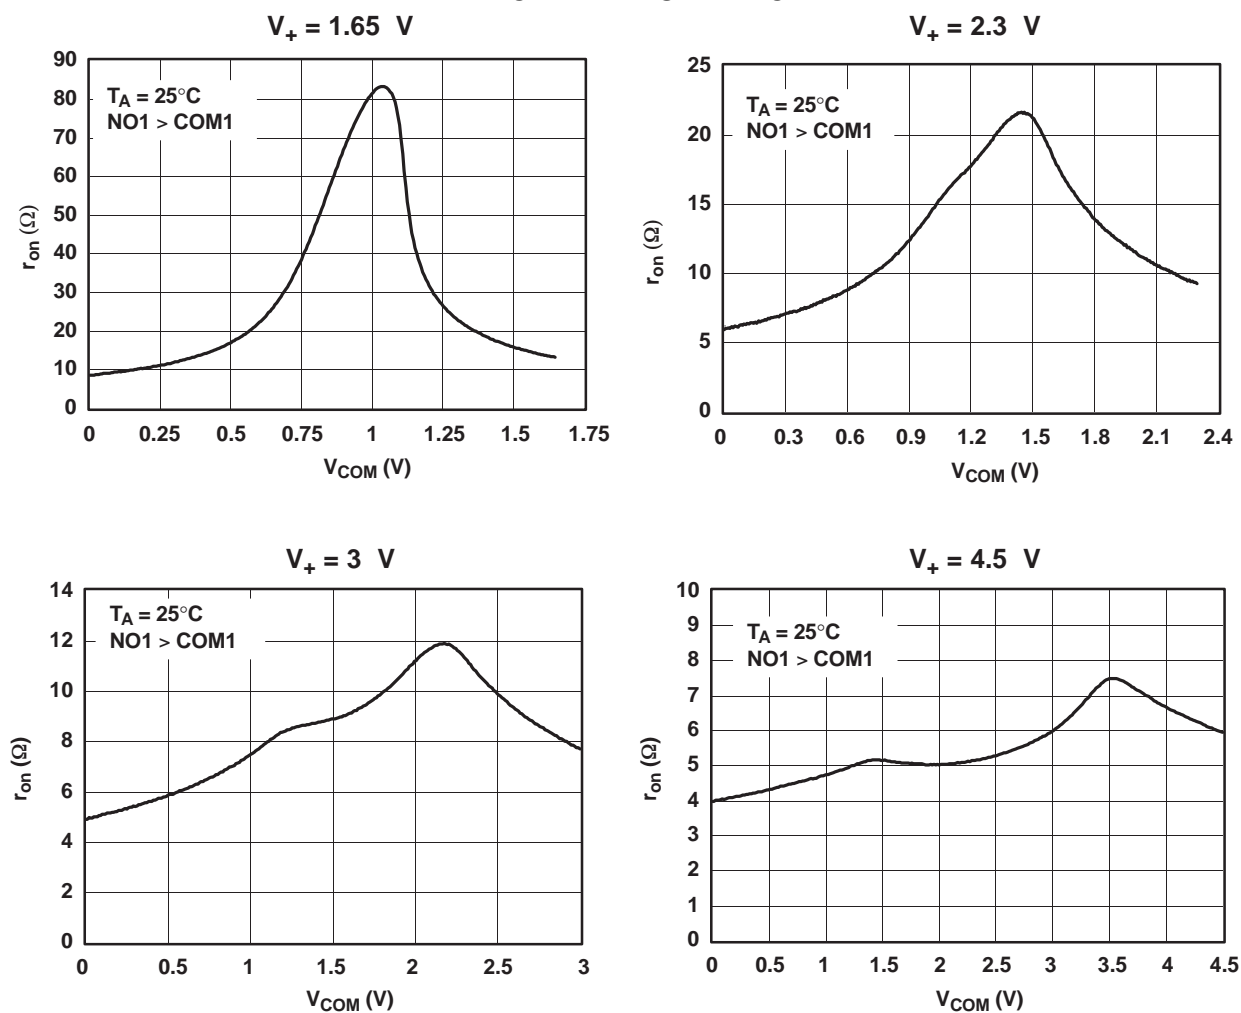 V+ = 1.65 V
90
80
70
60
50
40
30
20
10
0
TA = 25°C
NO1 > COM1
ron (Ω)
0 0.25 0.5 0.75 1 1.25 1.5 1.75
VCOM (V)
V+ = 2.3 V
25
20
15
10
5
0
TA = 25°C
NO1 > COM1
ron (Ω)
0 0.3 0.6 0.9 1.2 1.5 1.8 2.1 2.4
VCOM (V)
V+ = 3 V
14
12
10
8
6
4
2
0
TA = 25°C
NO1 > COM1
ron (Ω)
0 0.5 1 1.5 2 2.5 3
VCOM (V)
V+ = 4.5 V
10
9
8
7
6
5
4
3
2
1
0
TA = 25°C
NO1 > COM1
ron (Ω)
0 0.5 1 1.5 2 2.5 3 3.5 4 4.5
VCOM (V)